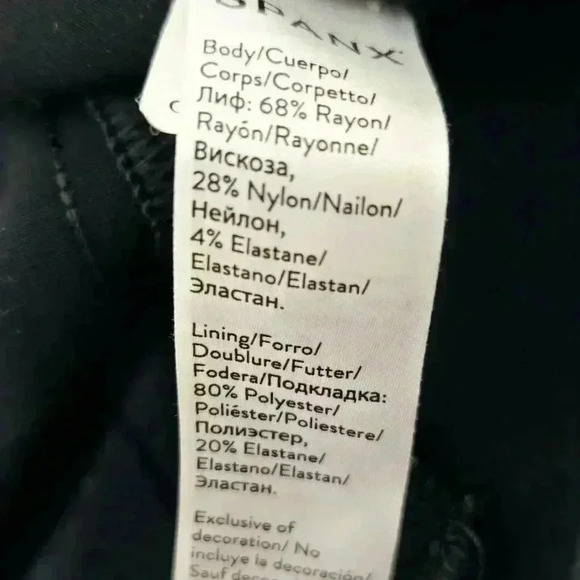 SPANX
Body/Cuerpo/
Corps/Corpetto/
Лиф: 68% Rayon/
Rayón/Rayonne/
Вискоза,
28% Nylon/Nailon/
Нейлон,
4% Elastane/
Elastano/Elastan/
Эластан.
Lining/Forro/
Doublure/Futter/
Fodera/Подкладка:
80% Polyester/
Poliéster/Poliestere/
Полиэстер,
20% Elastane/
Elastano/Elastan/
Эластан.
Exclusive of
decoration/ No
incluye la decoración/
Sauf